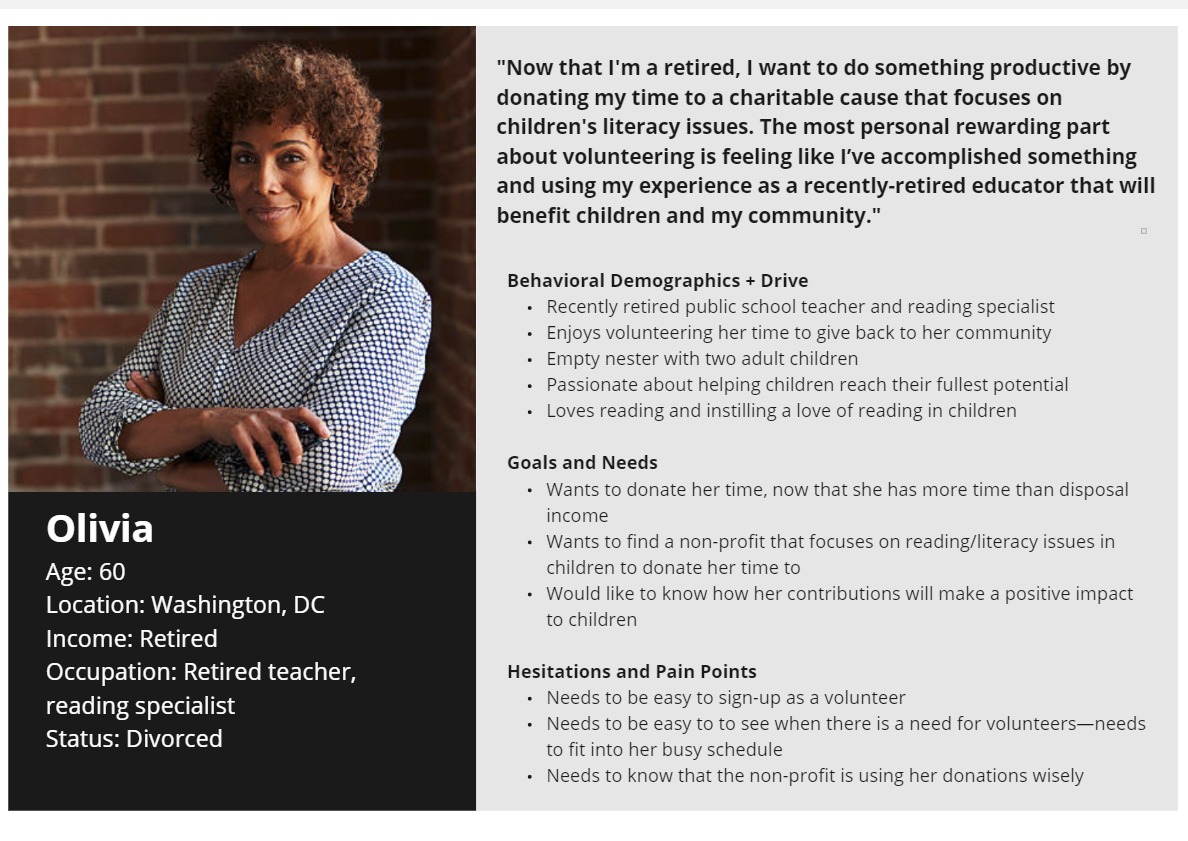 "Now that I'm a retired, I want to do something productive by
donating my time to a charitable cause that focuses on
children's literacy issues. The most personal rewarding part
about volunteering is feeling like I’ve accomplished something
and using my experience as a recently-retired educator that will
benefit children and my community."
Behavioral Demographics + Drive
• Recently retired public school teacher and reading specialist
• Enjoys volunteering her time to give back to her community
• Empty nester with two adult children
• Passionate about helping children reach their fullest potential
• Loves reading and instilling a love of reading in children
Goals and Needs
• Wants to donate her time, now that she has more time than disposal
income
• Wants to find a non-profit that focuses on reading/literacy issues in
children to donate her time to
• Would like to know how her contributions will make a positive impact
to children
Hesitations and Pain Points
• Needs to be easy to sign-up as a volunteer
• Needs to be easy to to see when there is a need for volunteers—needs
to fit into her busy schedule
• Needs to know that the non-profit is using her donations wisely
Olivia
Age: 60
Location: Washington, DC
Income: Retired
Occupation: Retired teacher,
reading specialist
Status: Divorced